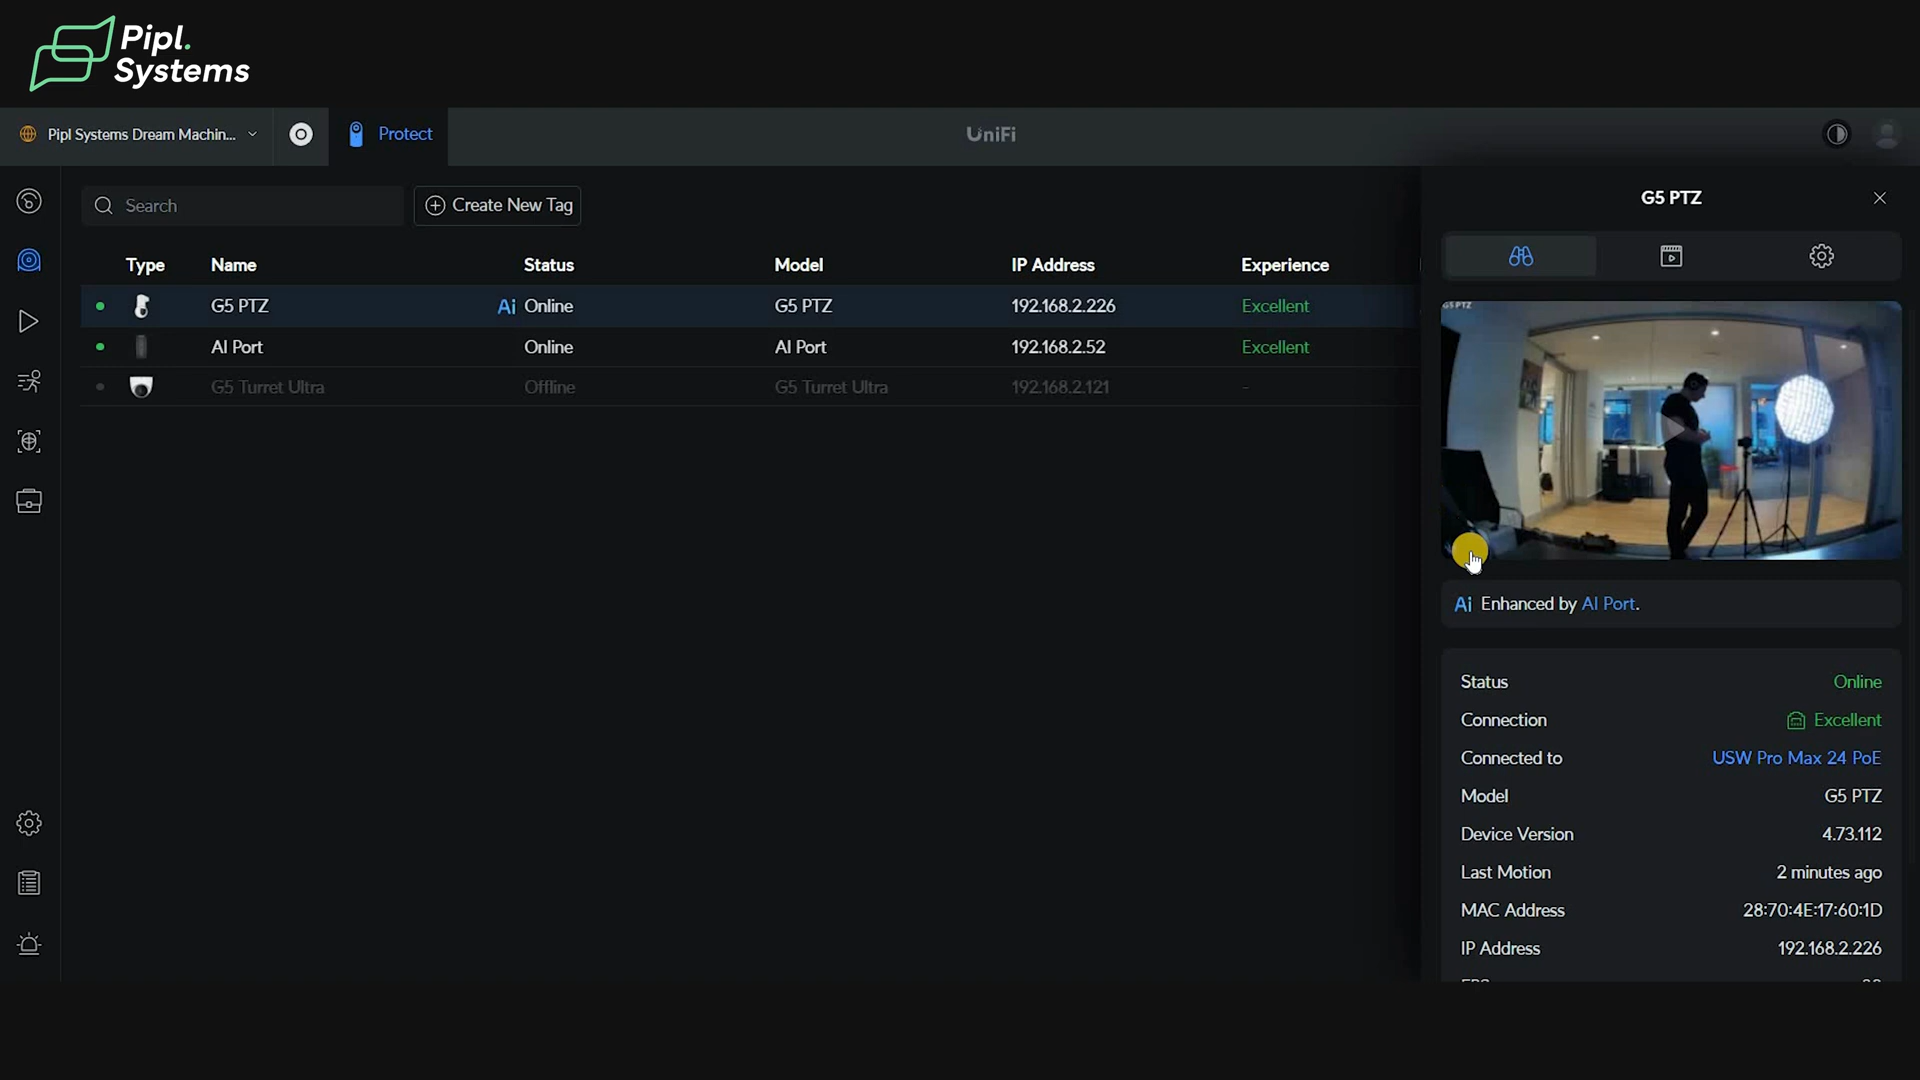 Pipl.
Systems
Pipl Systems Dream Machin...
Protect
UniFi
Search
Create New Tag
Type Name Status Model IP Address Experience
G5 PTZ Ai Online G5 PTZ 192.168.2.226 Excellent
AI Port Online AI Port 192.168.2.52 Excellent
G5 Turret Ultra Offline G5 Turret Ultra 192.168.2.121 -
G5 PTZ
G5 PTZ
Ai Enhanced by AI Port.
Status Online
Connection Excellent
Connected to USW Pro Max 24 PoE
Model G5 PTZ
Device Version 4.73.112
Last Motion 2 minutes ago
MAC Address 28:70:4E:17:60:1D
IP Address 192.168.2.226